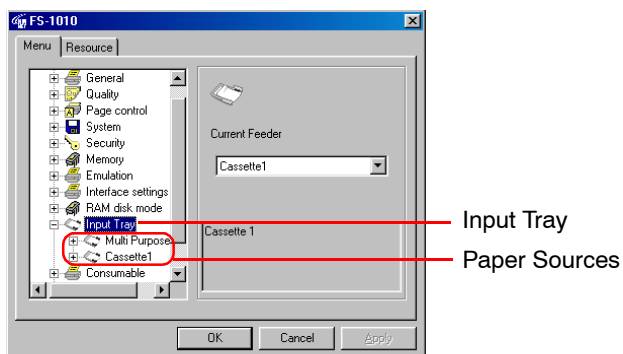 FS-1010
Menu
Resource
General
Quality
Page control
System
Security
Memory
Emulation
Interface settings
RAM disk mode
Input Tray
Multi Purpose
Cassette1
Consumable
Current Feeder
Cassette1
Cassette 1
OK
Cancel
Apply
Input Tray
Paper Sources